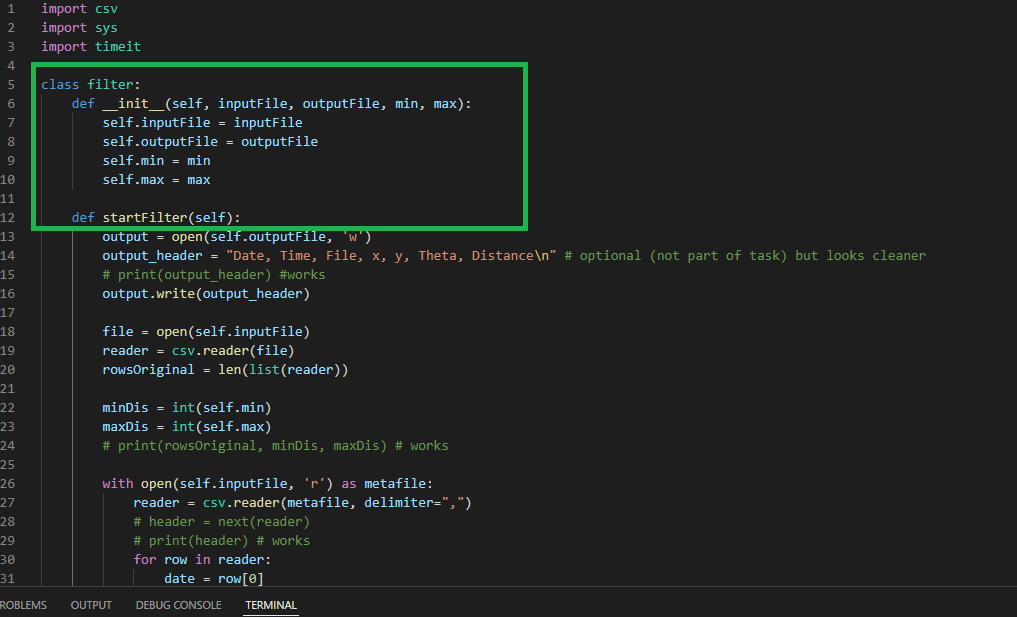 1 import csv
2 import sys
3 import timeit
4
5 class filter:
6     def __init__(self, inputFile, outputFile, min, max):
7         self.inputFile = inputFile
8         self.outputFile = outputFile
9         self.min = min
10         self.max = max
11
12     def startFilter(self):
13         output = open(self.outputFile, 'w')
14         output_header = "Date, Time, File, x, y, Theta, Distance\n" # optional (not part of task) but looks cleaner
15         # print(output_header) #works
16         output.write(output_header)
17
18         file = open(self.inputFile)
19         reader = csv.reader(file)
20         rowsOriginal = len(list(reader))
21
22         minDis = int(self.min)
23         maxDis = int(self.max)
24         # print(rowsOriginal, minDis, maxDis) # works
25
26         with open(self.inputFile, 'r') as metafile:
27             reader = csv.reader(metafile, delimiter=",")
28             # header = next(reader)
29             # print(header) # works
30             for row in reader:
31                 date = row[0]
ROBLEMS OUTPUT DEBUG CONSOLE TERMINAL